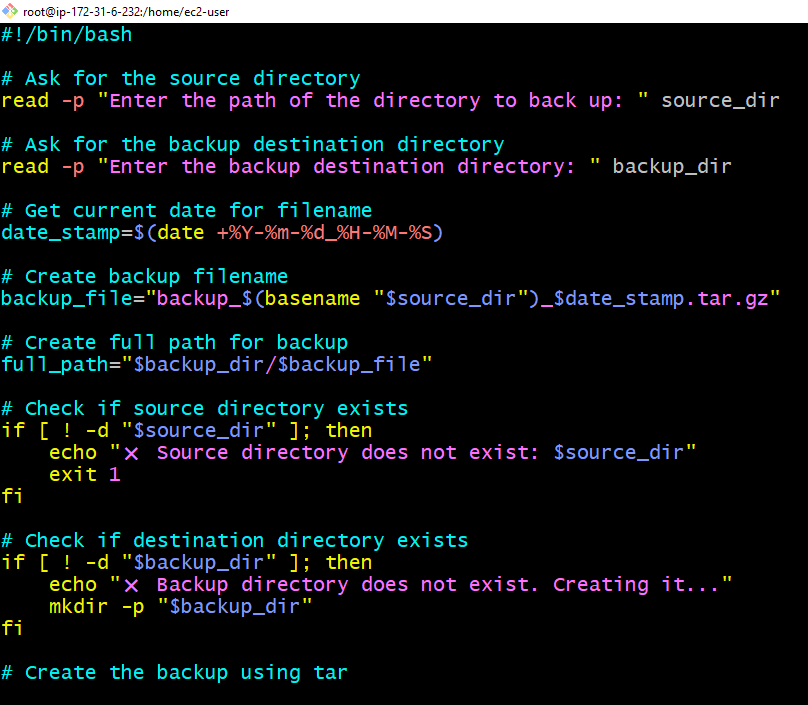 root@ip-172-31-6-232:/home/ec2-user
#!/bin/bash
# Ask for the source directory
read -p "Enter the path of the directory to back up: " source_dir
# Ask for the backup destination directory
read -p "Enter the backup destination directory: " backup_dir
# Get current date for filename
date_stamp=$(date +%Y-%m-%d_%H-%M-%S)
# Create backup filename
backup_file="backup_$(basename "$source_dir")_$date_stamp.tar.gz"
# Create full path for backup
full_path="$backup_dir/$backup_file"
# Check if source directory exists
if [ ! -d "$source_dir" ]; then
    echo "❌ Source directory does not exist: $source_dir"
    exit 1
fi
# Check if destination directory exists
if [ ! -d "$backup_dir" ]; then
    echo "❌ Backup directory does not exist. Creating it..."
    mkdir -p "$backup_dir"
fi
# Create the backup using tar